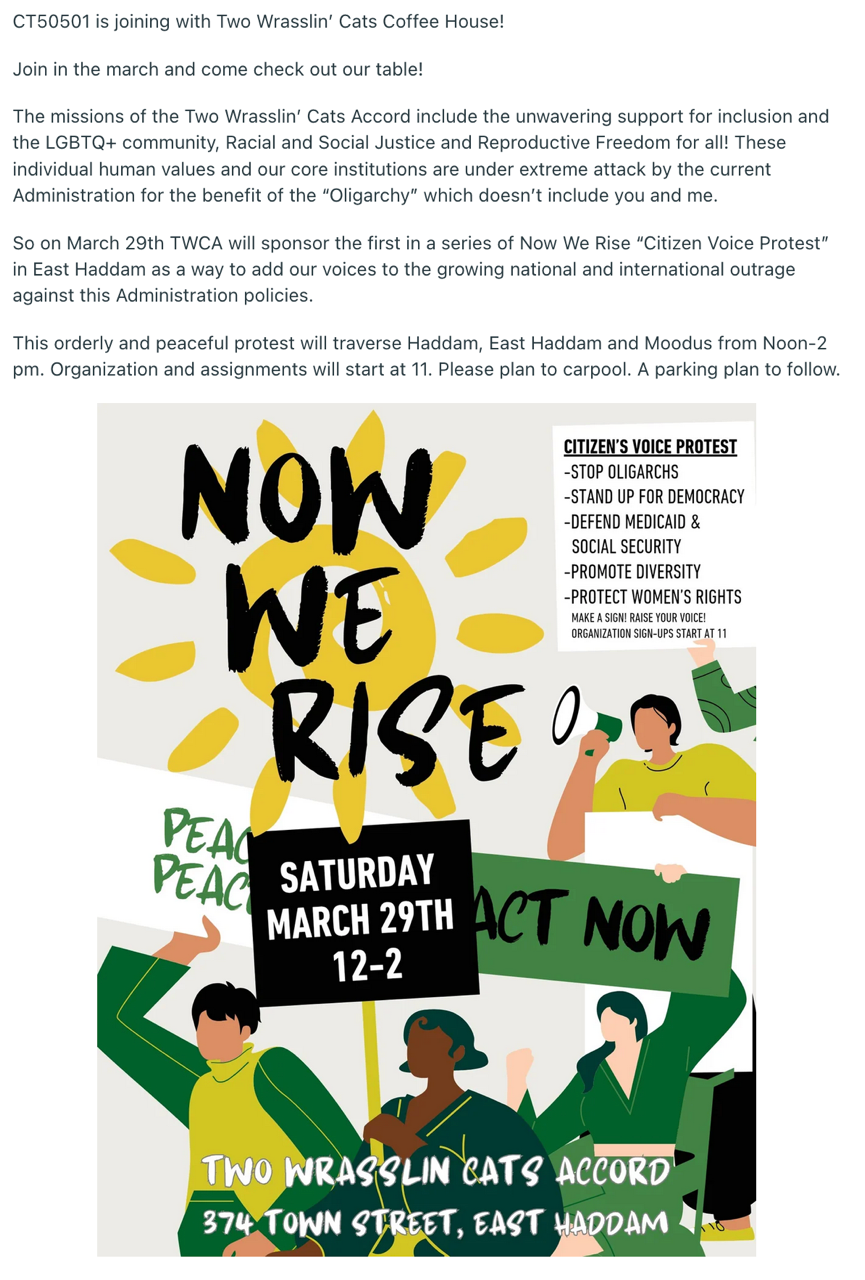 CT50501 is joining with Two Wrasslin’ Cats Coffee House!
Join in the march and come check out our table!
The missions of the Two Wrasslin’ Cats Accord include the unwavering support for inclusion and
the LGBTQ+ community, Racial and Social Justice and Reproductive Freedom for all! These
individual human values and our core institutions are under extreme attack by the current
Administration for the benefit of the “Oligarchy” which doesn’t include you and me.
So on March 29th TWCA will sponsor the first in a series of Now We Rise “Citizen Voice Protest”
in East Haddam as a way to add our voices to the growing national and international outrage
against this Administration policies.
This orderly and peaceful protest will traverse Haddam, East Haddam and Moodus from Noon-2
pm. Organization and assignments will start at 11. Please plan to carpool. A parking plan to follow.
NOW
WE
RISE
CITIZEN'S VOICE PROTEST
-STOP OLIGARCHS
-STAND UP FOR DEMOCRACY
-DEFEND MEDICAID &
SOCIAL SECURITY
-PROMOTE DIVERSITY
-PROTECT WOMEN'S RIGHTS
MAKE A SIGN! RAISE YOUR VOICE!
ORGANIZATION SIGN-UPS START AT 11
PEAC
PEAC
SATURDAY
MARCH 29TH
12-2
ACT NOW
TWO WRASSLIN CATS ACCORD
374 TOWN STREET, EAST HADDAM